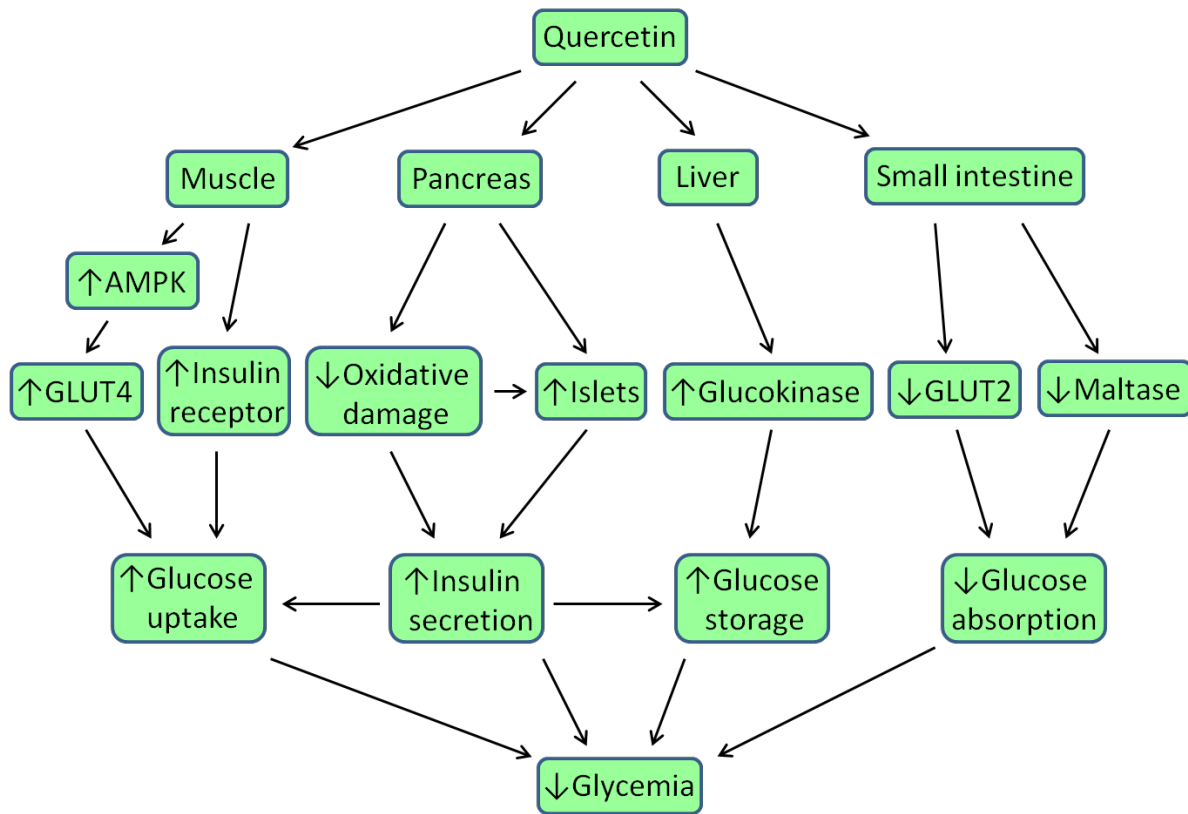 Quercetin
Muscle
Pancreas
Liver
Small intestine
↑AMPK
↑GLUT4
↑Insulin
receptor
↓Oxidative
damage
↑Islets
↑Glucokinase
↓GLUT2
↓Maltase
↑Glucose
uptake
↑Insulin
secretion
↑Glucose
storage
↓Glucose
absorption
↓Glycemia